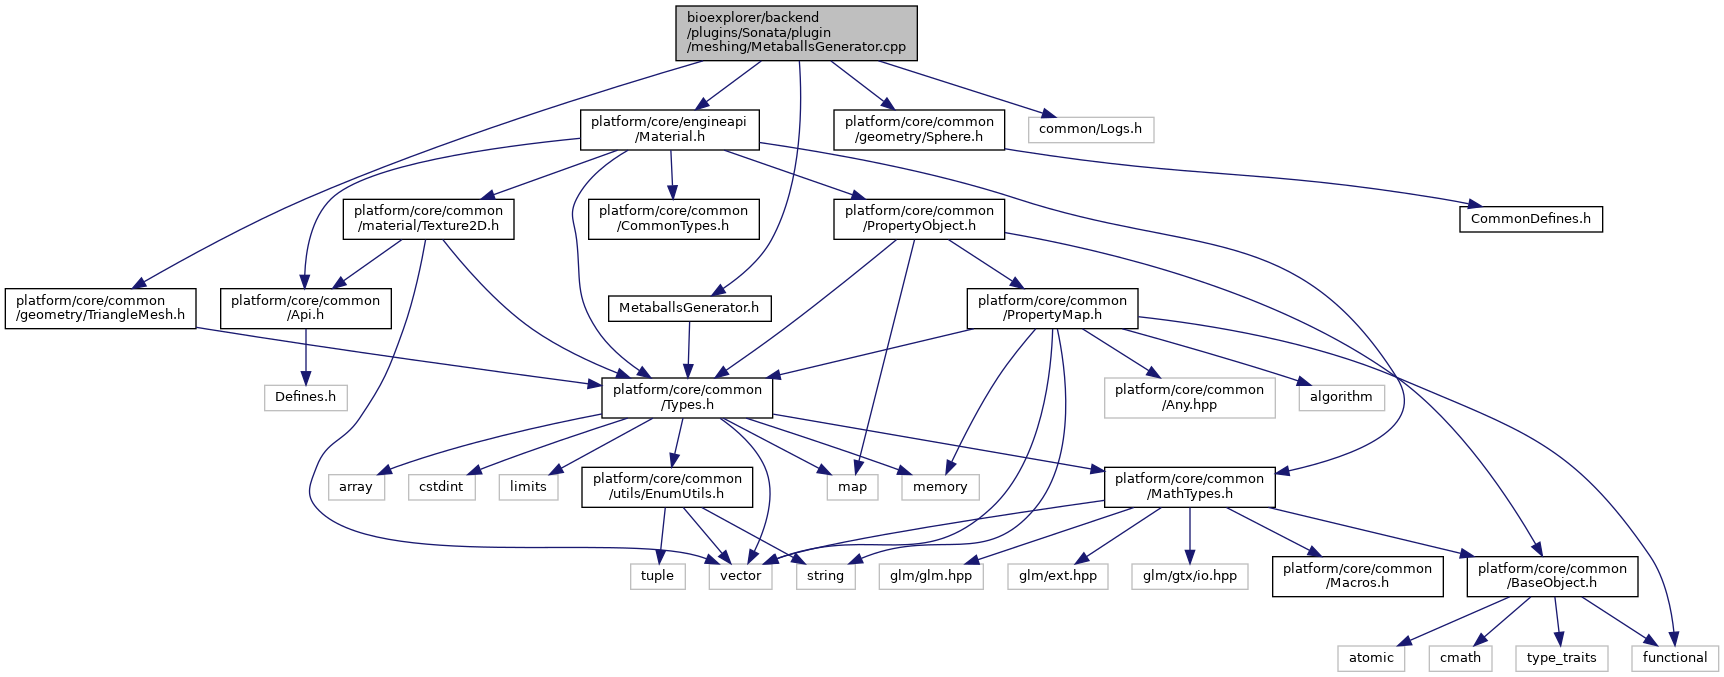 bioexplorer/backend
/plugins/Sonata/plugin
/meshing/MetaballsGenerator.cpp
platform/core/engineapi
/Material.h
platform/core/common
/geometry/Sphere.h
common/Logs.h
platform/core/common
/material/Texture2D.h
platform/core/common
/CommonTypes.h
platform/core/common
/PropertyObject.h
CommonDefines.h
platform/core/common
/geometry/TriangleMesh.h
platform/core/common
/Api.h
MetaballsGenerator.h
platform/core/common
/PropertyMap.h
Defines.h
platform/core/common
/Types.h
platform/core/common
/Any.hpp
algorithm
array
cstdint
limits
platform/core/common
/utils/EnumUtils.h
map
memory
platform/core/common
/MathTypes.h
tuple
vector
string
glm/glm.hpp
glm/ext.hpp
glm/gtx/io.hpp
platform/core/common
/Macros.h
platform/core/common
/BaseObject.h
atomic
cmath
type_traits
functional